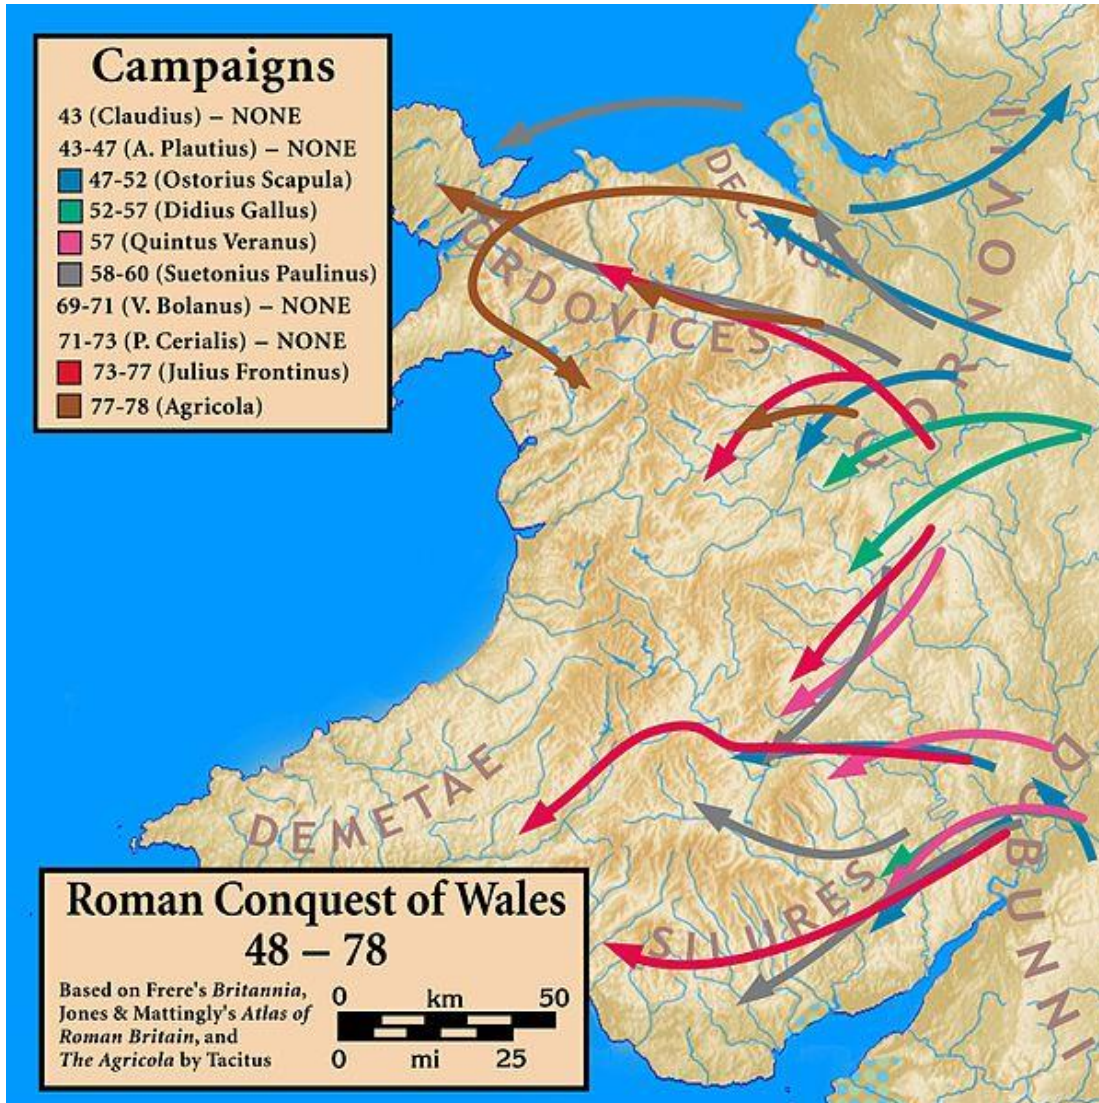 Campaigns
43 (Claudius) – NONE
43-47 (A. Plautius) – NONE
47-52 (Ostorius Scapula)
52-57 (Didius Gallus)
57 (Quintus Veranus)
58-60 (Suetonius Paulinus)
69-71 (V. Bolanus) – NONE
71-73 (P. Cerialis) – NONE
73-77 (Julius Frontinus)
77-78 (Agricola)
DECANGLI
ORDOVICES
CORNOVII
DEMETAE
SILURES
DOBUNNI
Roman Conquest of Wales
48 – 78
Based on Frere's Britannia,
Jones & Mattingly's Atlas of
Roman Britain, and
The Agricola by Tacitus
0 km 50
0 mi 25